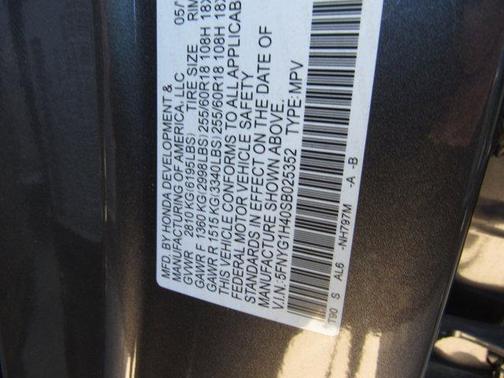 MFD. BY HONDA DEVELOPMENT &
MANUFACTURING OF AMERICA, LLC 05/
GVWR 2810 KG(6195LBS) TIRE SIZE RIM
GAWR F 1360 KG(2998LBS) 255/60R18 108H 18X
GAWR R 1515 KG(3340LBS) 255/60R18 108H 18X
THIS VEHICLE CONFORMS TO ALL APPLICABL
FEDERAL MOTOR VEHICLE SAFETY
STANDARDS IN EFFECT ON THE DATE OF
MANUFACTURE SHOWN ABOVE.
V.I.N.:5FNYG1H40SB025352 TYPE: MPV
T90 S AL6 -NH797M -A -B